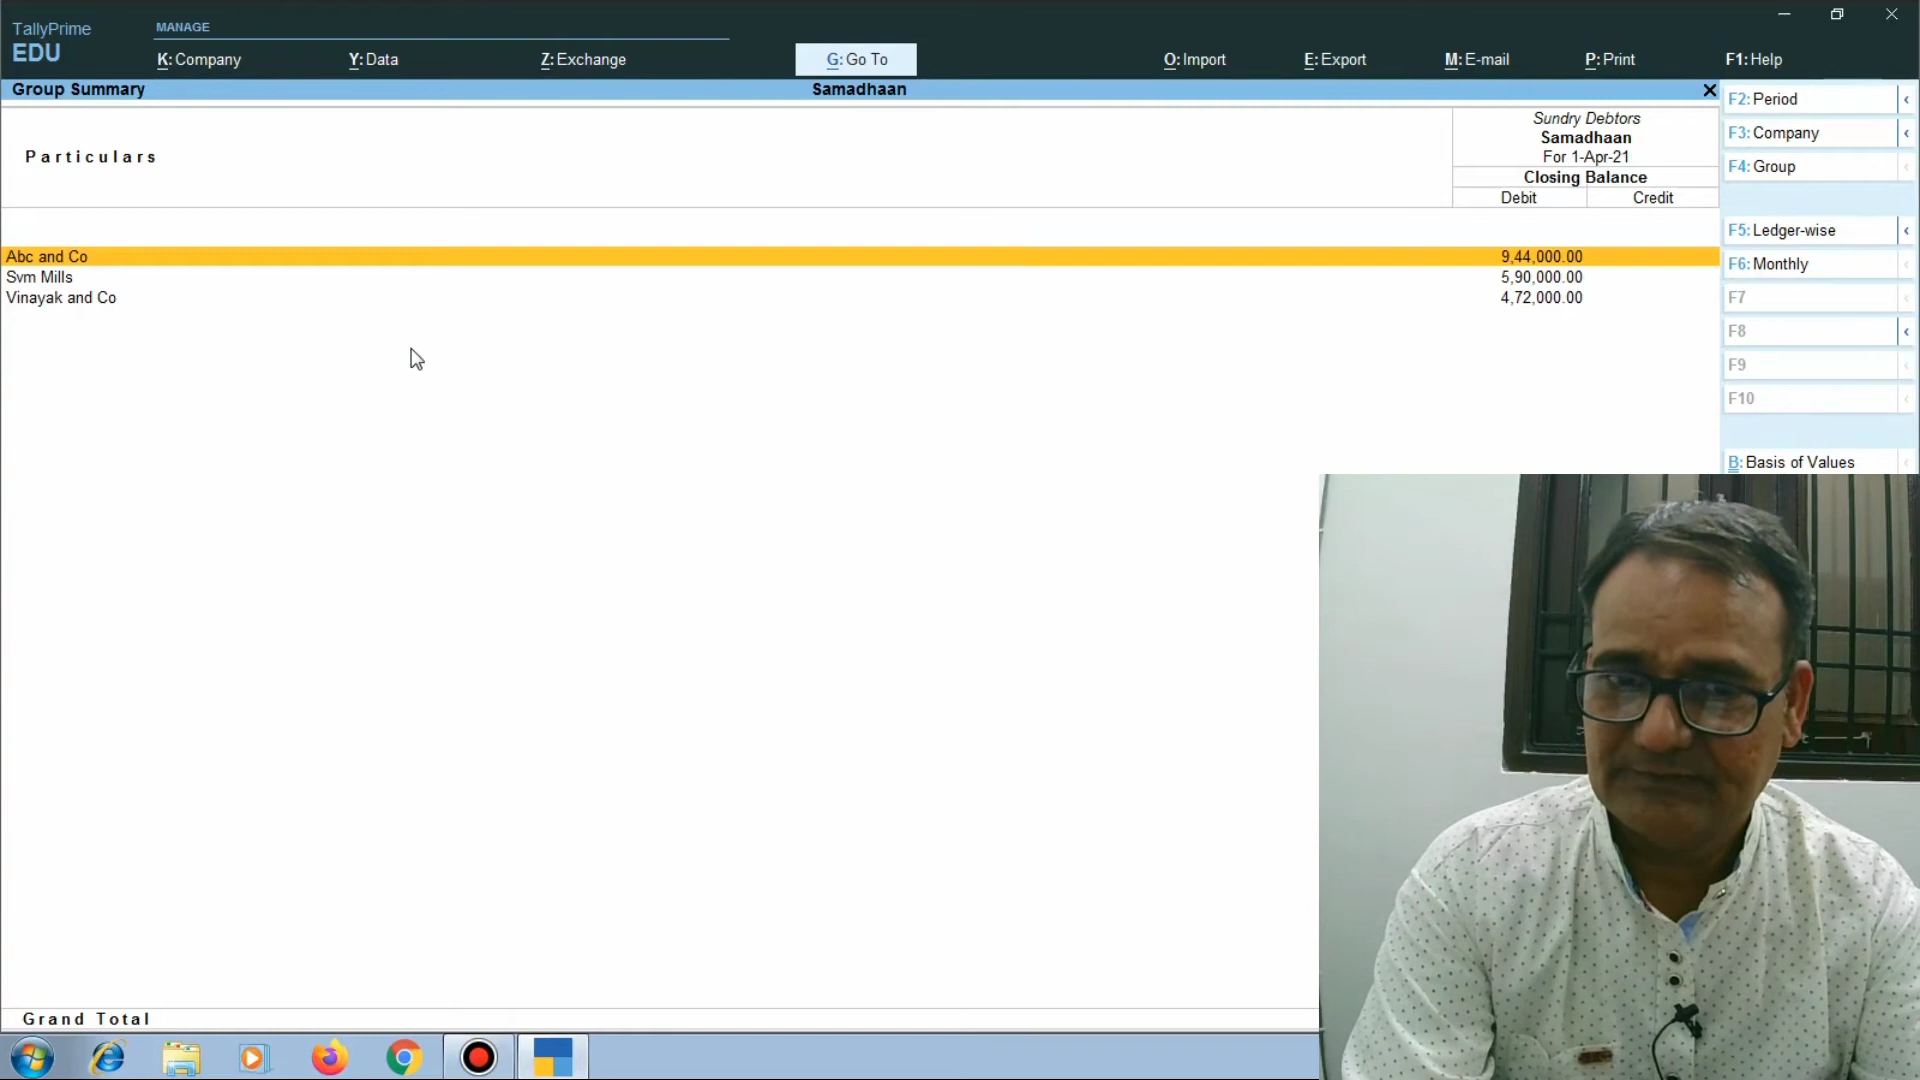 TallyPrime
EDU
MANAGE
K: Company
Y: Data
Z: Exchange
G: Go To
O: Import
E: Export
M: E-mail
P: Print
F1: Help
Group Summary
Samadhaan
X
Particulars
Sundry Debtors
Samadhaan
For 1-Apr-21
Closing Balance
Debit Credit
Abc and Co 9,44,000.00
Svm Mills 5,90,000.00
Vinayak and Co 4,72,000.00
Grand Total
F2: Period
F3: Company
F4: Group
F5: Ledger-wise
F6: Monthly
F7
F8
F9
F10
B: Basis of Values